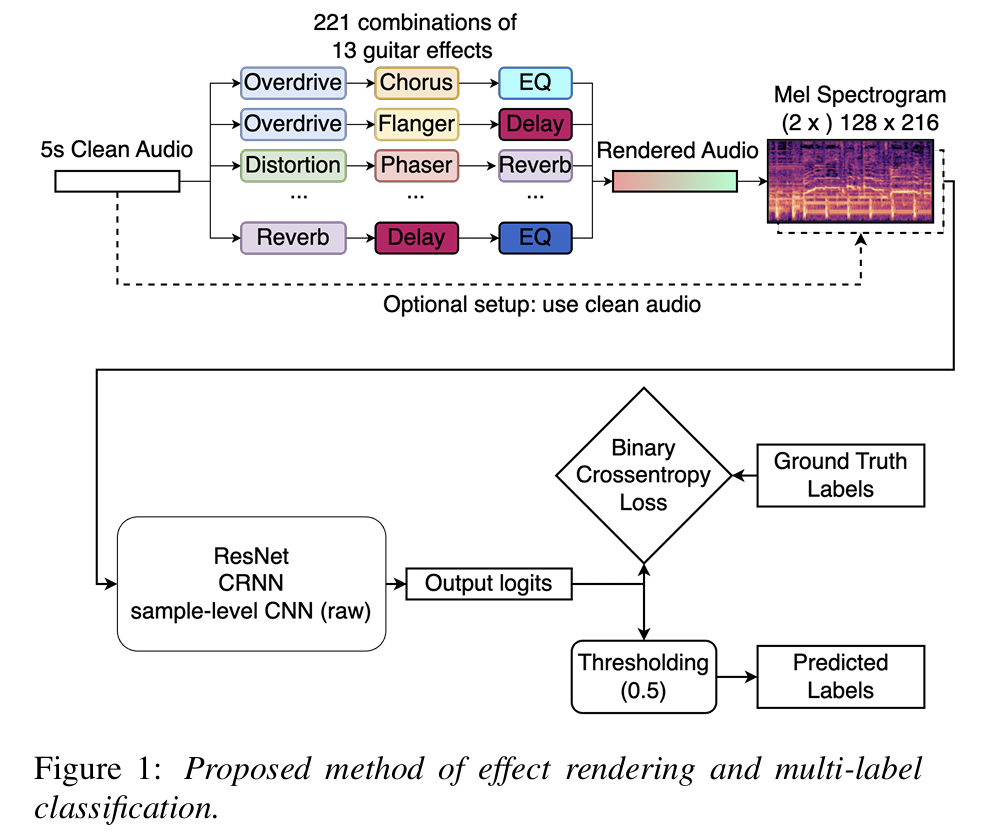 221 combinations of
13 guitar effects
5s Clean Audio
Overdrive Chorus EQ
Overdrive Flanger Delay
Distortion Phaser Reverb
... ... ...
Reverb Delay EQ
Rendered Audio
Mel Spectrogram
(2 x ) 128 x 216
Optional setup: use clean audio
Binary
Crossentropy
Loss
Ground Truth
Labels
ResNet
CRNN
sample-level CNN (raw)
Output logits
Thresholding
(0.5)
Predicted
Labels
Figure 1: Proposed method of effect rendering and multi-label
classification.